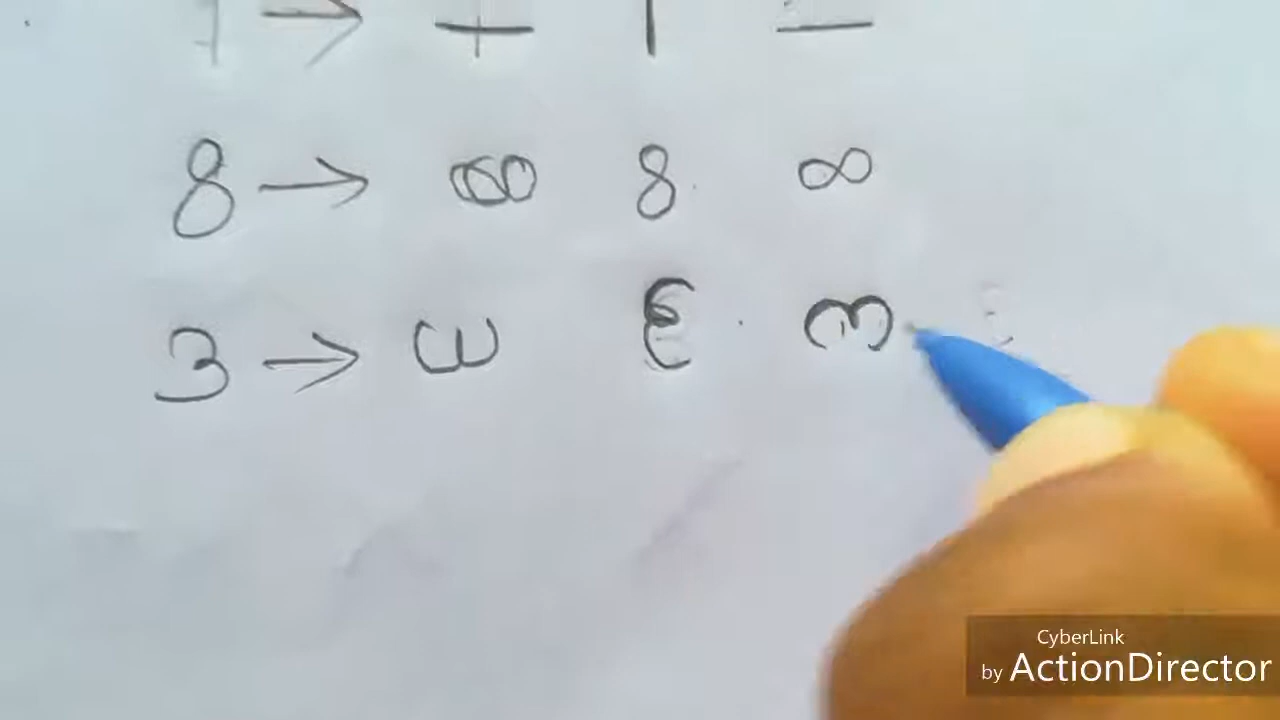 → + | —
8 → ∞ 8 ∞
3 → ω Ɛ m
CyberLink
by ActionDirector